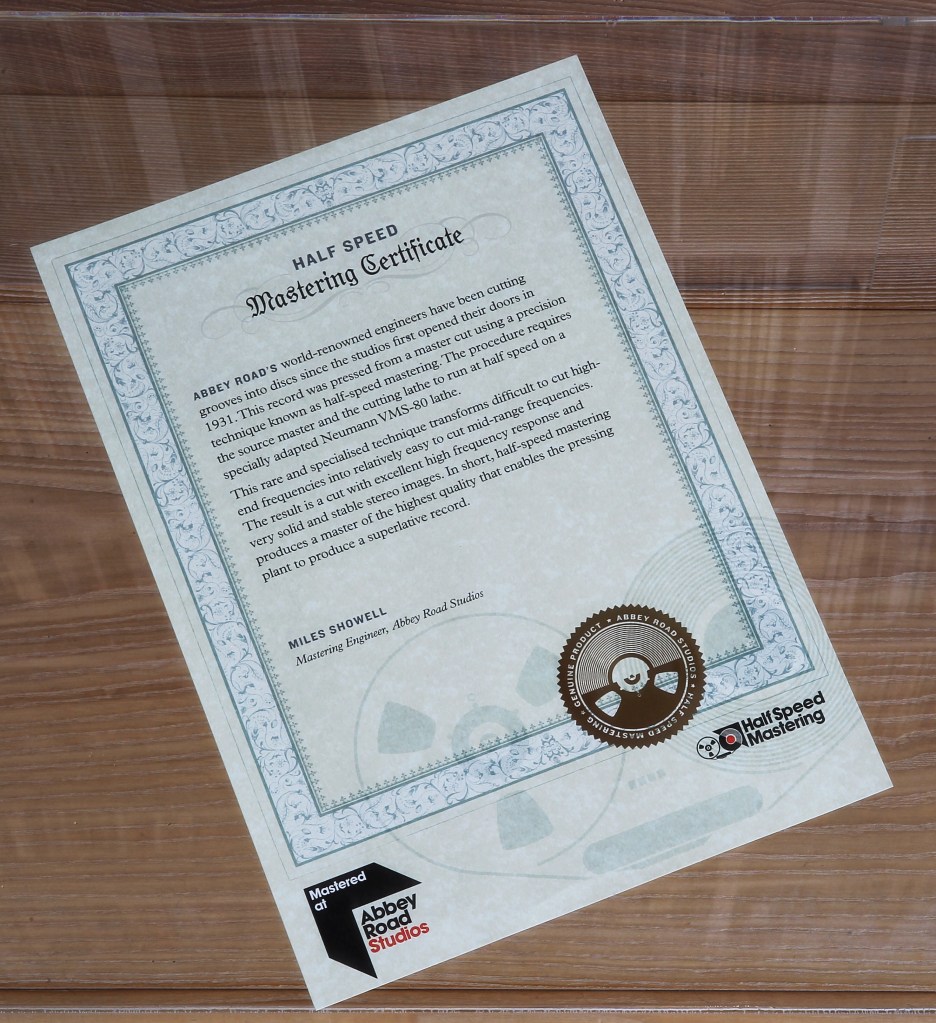 HALF SPEED
Mastering Certificate
ABBEY ROAD'S world-renowned engineers have been cutting
grooves into discs since the studios first opened their doors in
1931. This record was pressed from a master cut using a precision
technique known as half-speed mastering. The procedure requires
the source master and the cutting lathe to run at half speed on a
specially adapted Neumann VMS-80 lathe.
This rare and specialised technique transforms difficult to cut high-
end frequencies into relatively easy to cut mid-range frequencies.
The result is a cut with excellent high frequency response and
very solid and stable stereo images. In short, half-speed mastering
produces a master of the highest quality that enables the pressing
plant to produce a superlative record.
MILES SHOWELL
Mastering Engineer, Abbey Road Studios
GENUINE PRODUCT • ABBEY ROAD STUDIOS • HALF SPEED MASTERING •
Half Speed
Mastering
Mastered
at
Abbey
Road
Studios